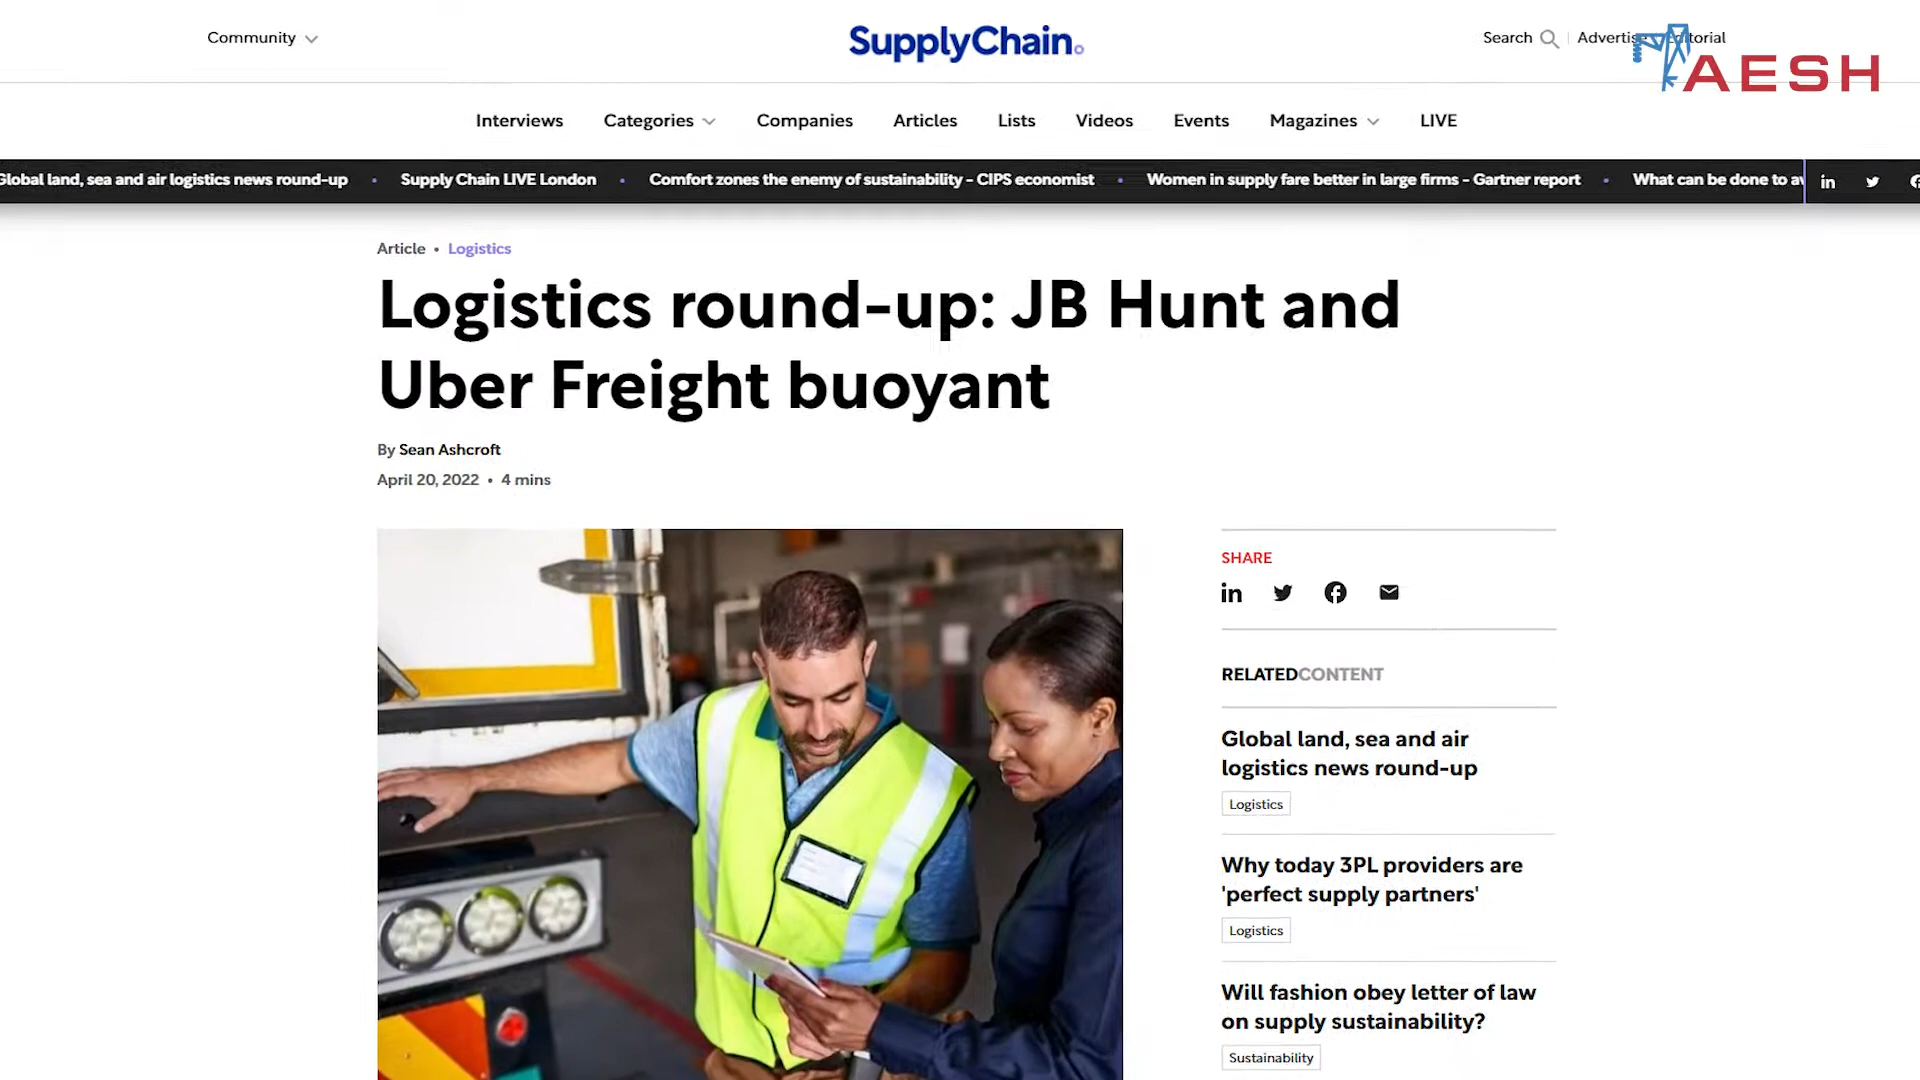 Community
SupplyChain.
Search
Advertise
Editorial
AESH
Interviews
Categories
Companies
Articles
Lists
Videos
Events
Magazines
LIVE
Global land, sea and air logistics news round-up • Supply Chain LIVE London • Comfort zones the enemy of sustainability - CIPS economist • Women in supply fare better in large firms - Gartner report • What can be done to av
Article • Logistics
Logistics round-up: JB Hunt and
Uber Freight buoyant
By Sean Ashcroft
April 20, 2022 • 4 mins
SHARE
RELATEDCONTENT
Global land, sea and air
logistics news round-up
Logistics
Why today 3PL providers are
'perfect supply partners'
Logistics
Will fashion obey letter of law
on supply sustainability?
Sustainability